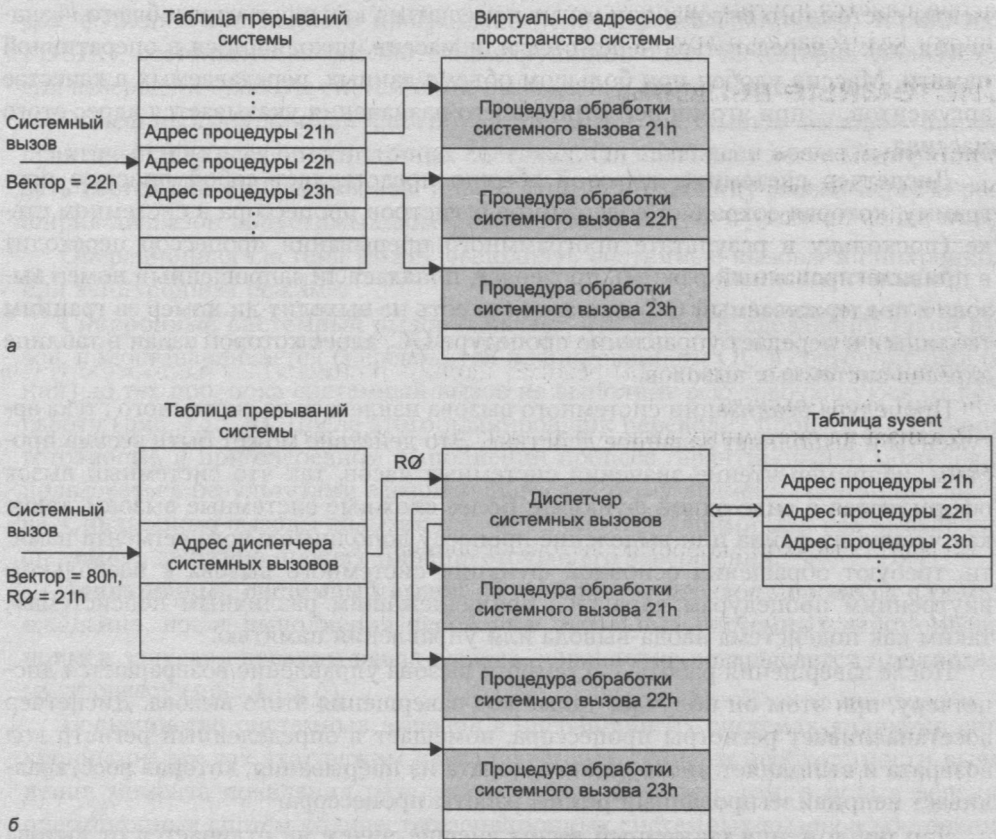 Таблица прерываний
системы
Виртуальное адресное
пространство системы
Системный
вызов
Вектор = 22h
Адрес процедуры 21h
Адрес процедуры 22h
Адрес процедуры 23h
Процедура обработки
системного вызова 21h
Процедура обработки
системного вызова 22h
Процедура обработки
системного вызова 23h
а
Таблица прерываний
системы
Таблица sysent
Системный
вызов
Вектор = 80h,
RØ = 21h
Адрес диспетчера
системных вызовов
RØ
Диспетчер
системных вызовов
Адрес процедуры 21h
Адрес процедуры 22h
Адрес процедуры 23h
Процедура обработки
системного вызова 21h
Процедура обработки
системного вызова 22h
Процедура обработки
системного вызова 23h
б